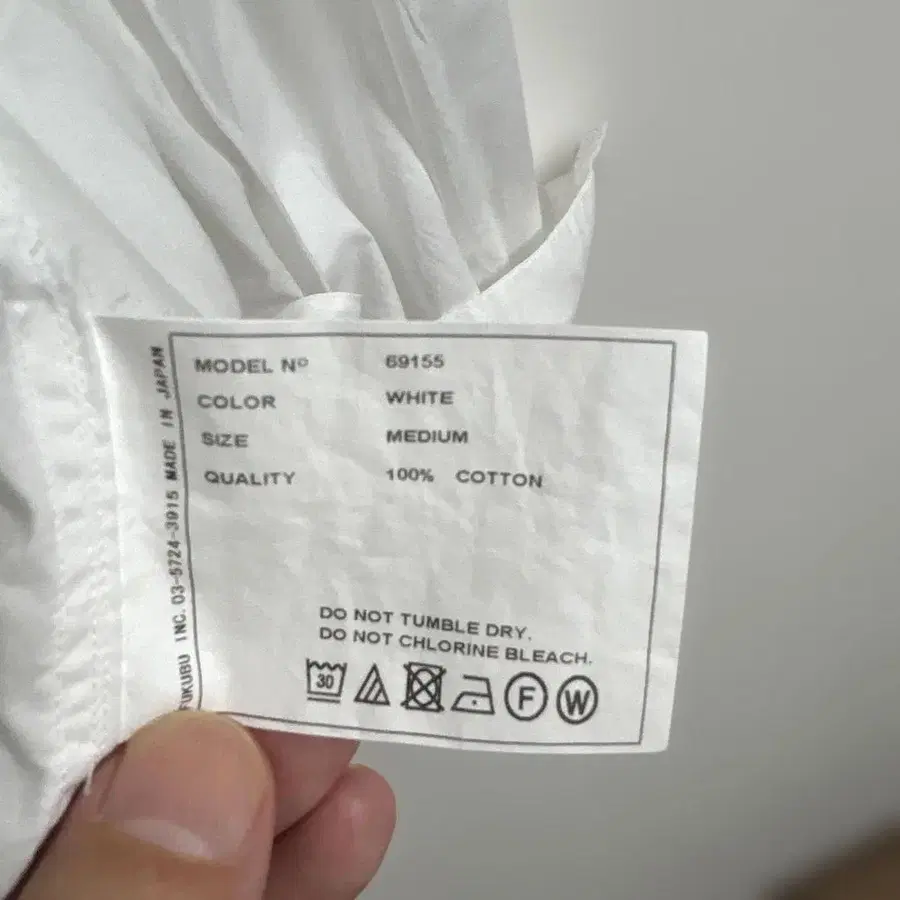 MODEL Nº 69155
COLOR WHITE
SIZE MEDIUM
QUALITY 100% COTTON
DO NOT TUMBLE DRY.
DO NOT CHLORINE BLEACH.
30
F W
FUKUBU INC. 03-5724-3915 MADE IN JAPAN